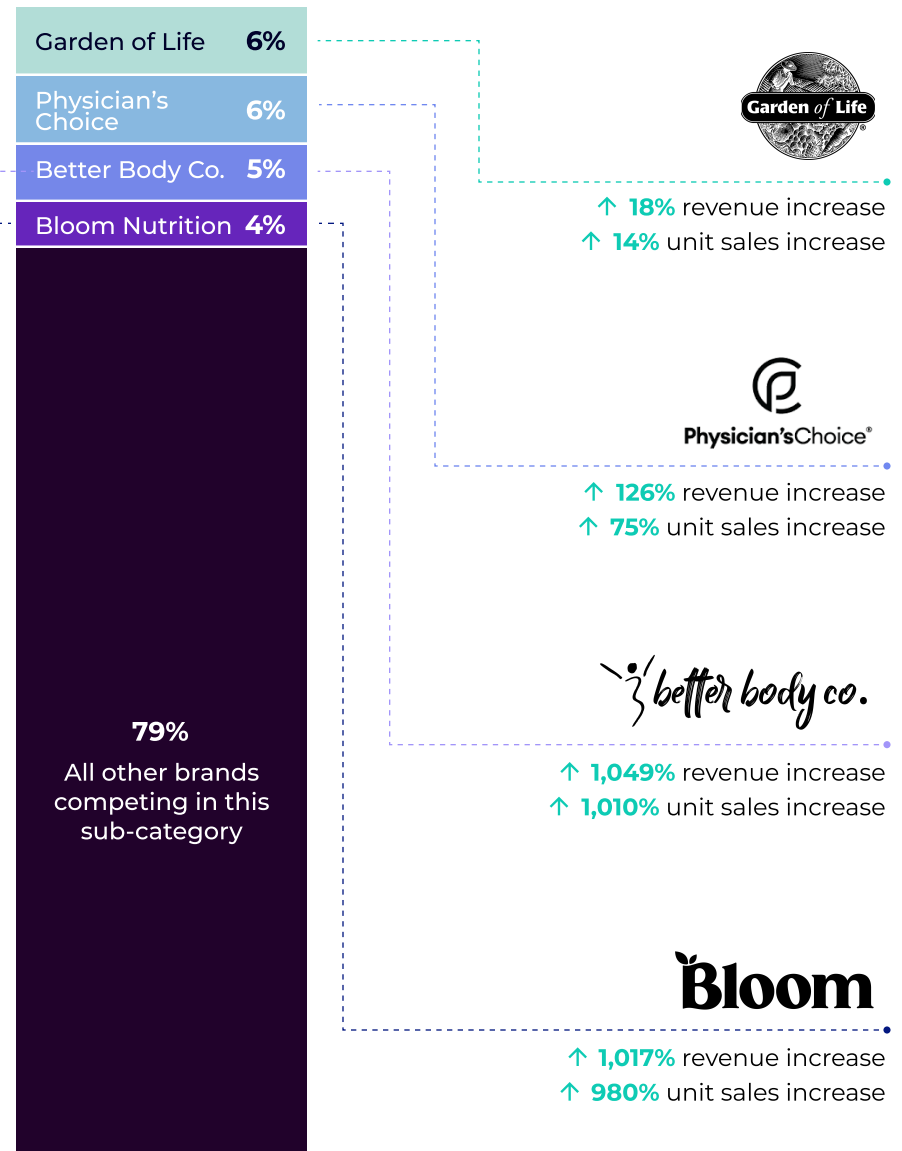 Garden of Life 6%
Physician's
Choice
6%
Better Body Co. 5%
Bloom Nutrition 4%
79%
All other brands
competing in this
sub-category
Garden of Life®
↑ 18% revenue increase
↑ 14% unit sales increase
Physician'sChoice®
↑ 126% revenue increase
↑ 75% unit sales increase
better body co.
↑ 1,049% revenue increase
↑ 1,010% unit sales increase
Bloom
↑ 1,017% revenue increase
↑ 980% unit sales increase